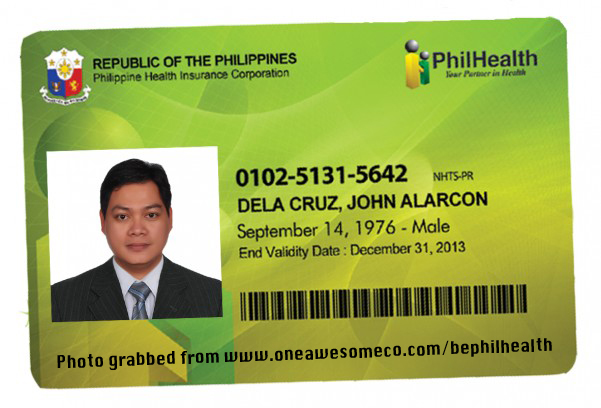 REPUBLIC OF THE PHILIPPINES
Philippine Health Insurance Corporation
PhilHealth
Your Partner in Health
0102-5131-5642 NHTS-PR
DELA CRUZ, JOHN ALARCON
September 14, 1976 - Male
End Validity Date : December 31, 2013
Photo grabbed from www.oneawesomeco.com/bephilhealth